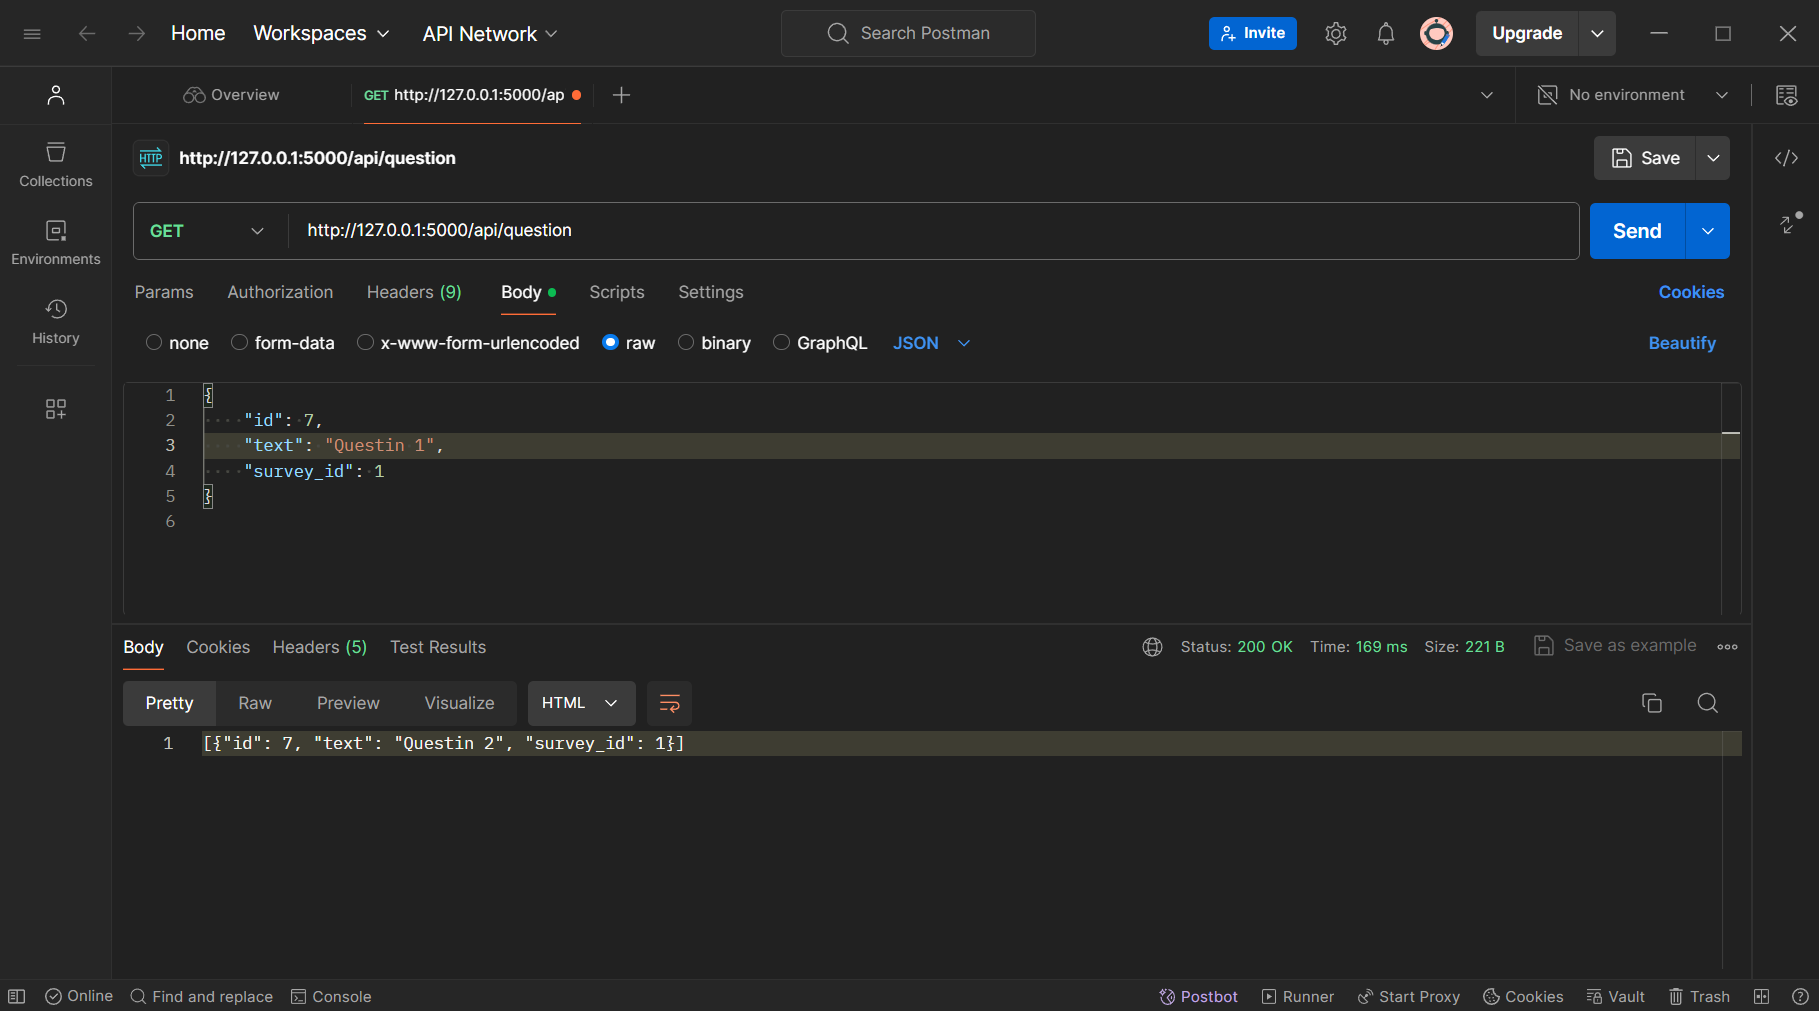 Home Workspaces API Network Search Postman Invite Upgrade
Overview GET http://127.0.0.1:5000/ap No environment
HTTP http://127.0.0.1:5000/api/question Save
Collections
GET http://127.0.0.1:5000/api/question Send
Environments
Params Authorization Headers (9) Body Scripts Settings Cookies
History
none form-data x-www-form-urlencoded raw binary GraphQL JSON Beautify
1 {
2 "id": 7,
3 "text": "Questin 1",
4 "survey_id": 1
5 }
6
Body Cookies Headers (5) Test Results Status: 200 OK Time: 169 ms Size: 221 B Save as example
Pretty Raw Preview Visualize HTML
1 [{"id": 7, "text": "Questin 2", "survey_id": 1}]
Online Find and replace Console Postbot Runner Start Proxy Cookies Vault Trash